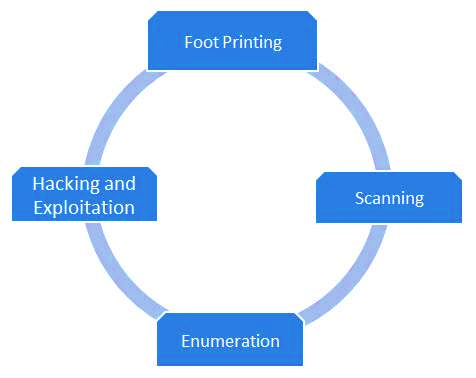 Foot Printing
Scanning
Enumeration
Hacking and
Exploitation